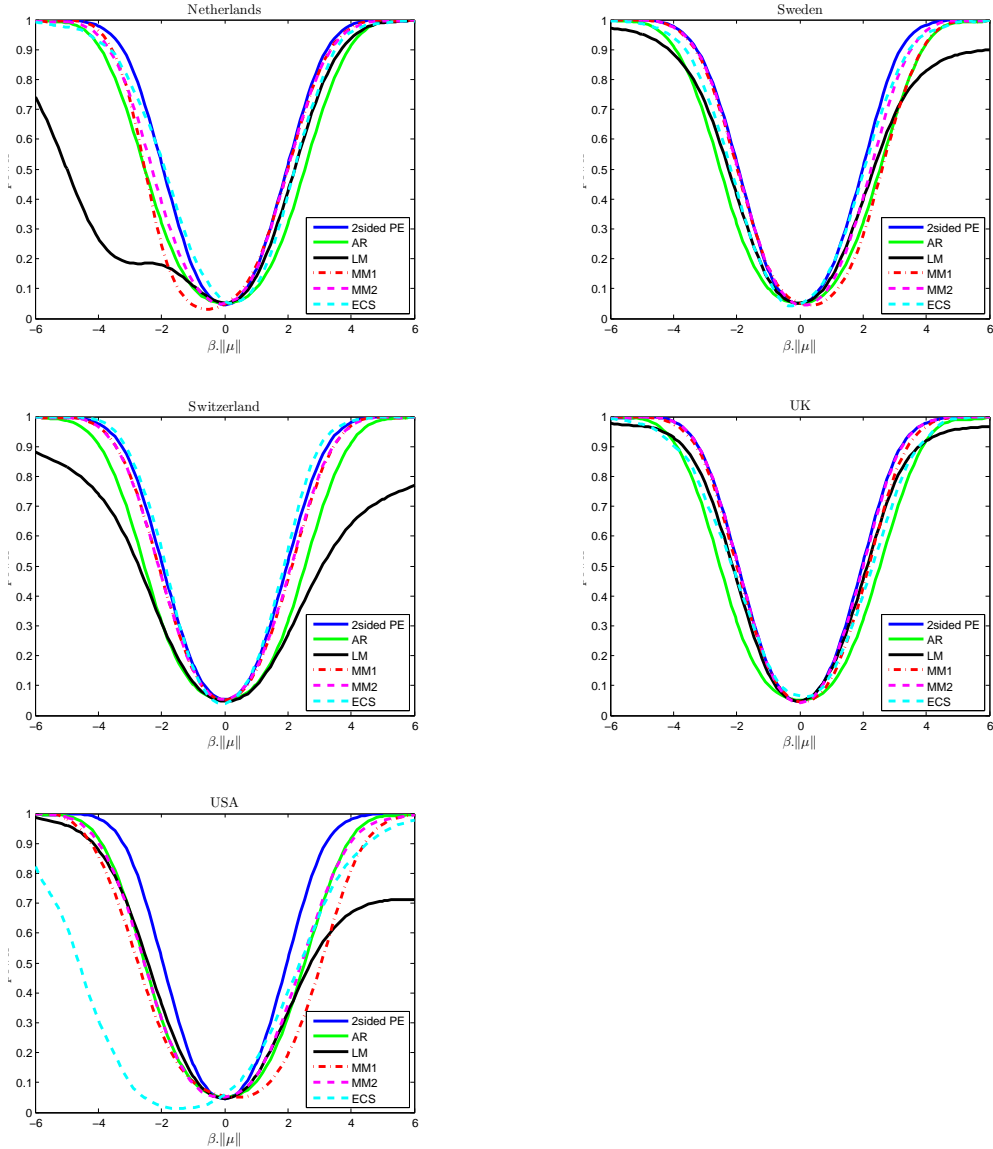 Netherlands
1
0.9
0.8
0.7
0.6
0.5
0.4
0.3
0.2
0.1
0
−6 −4 −2 0 2 4 6
β.‖μ‖
2sided PE
AR
LM
MM1
MM2
ECS
Sweden
1
0.9
0.8
0.7
0.6
0.5
0.4
0.3
0.2
0.1
0
−6 −4 −2 0 2 4 6
β.‖μ‖
2sided PE
AR
LM
MM1
MM2
ECS
Switzerland
1
0.9
0.8
0.7
0.6
0.5
0.4
0.3
0.2
0.1
0
−6 −4 −2 0 2 4 6
β.‖μ‖
2sided PE
AR
LM
MM1
MM2
ECS
UK
1
0.9
0.8
0.7
0.6
0.5
0.4
0.3
0.2
0.1
0
−6 −4 −2 0 2 4 6
β.‖μ‖
2sided PE
AR
LM
MM1
MM2
ECS
USA
1
0.9
0.8
0.7
0.6
0.5
0.4
0.3
0.2
0.1
0
−6 −4 −2 0 2 4 6
β.‖μ‖
2sided PE
AR
LM
MM1
MM2
ECS